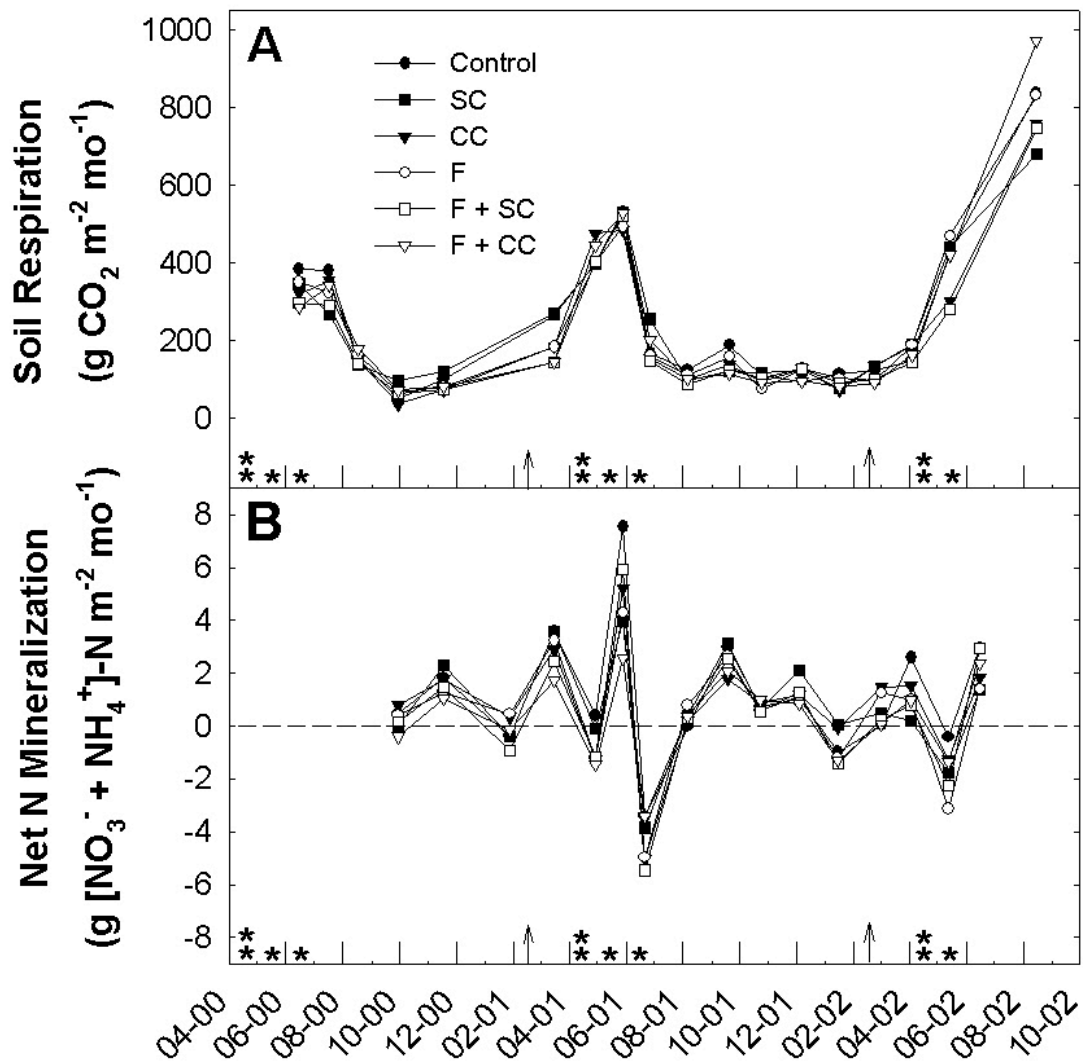 A
Soil Respiration
(g CO₂ m⁻² mo⁻¹)
1000
800
600
400
200
0
Control
SC
CC
F
F + SC
F + CC
* * * *
* * * * *
* * * *
B
Net N Mineralization
(g [NO₃⁻ + NH₄⁺]-N m⁻² mo⁻¹)
8
6
4
2
0
-2
-4
-6
-8
* * * *
* * * * *
* * * *
04-00
06-00
08-00
10-00
12-00
02-01
04-01
06-01
08-01
10-01
12-01
02-02
04-02
06-02
08-02
10-02